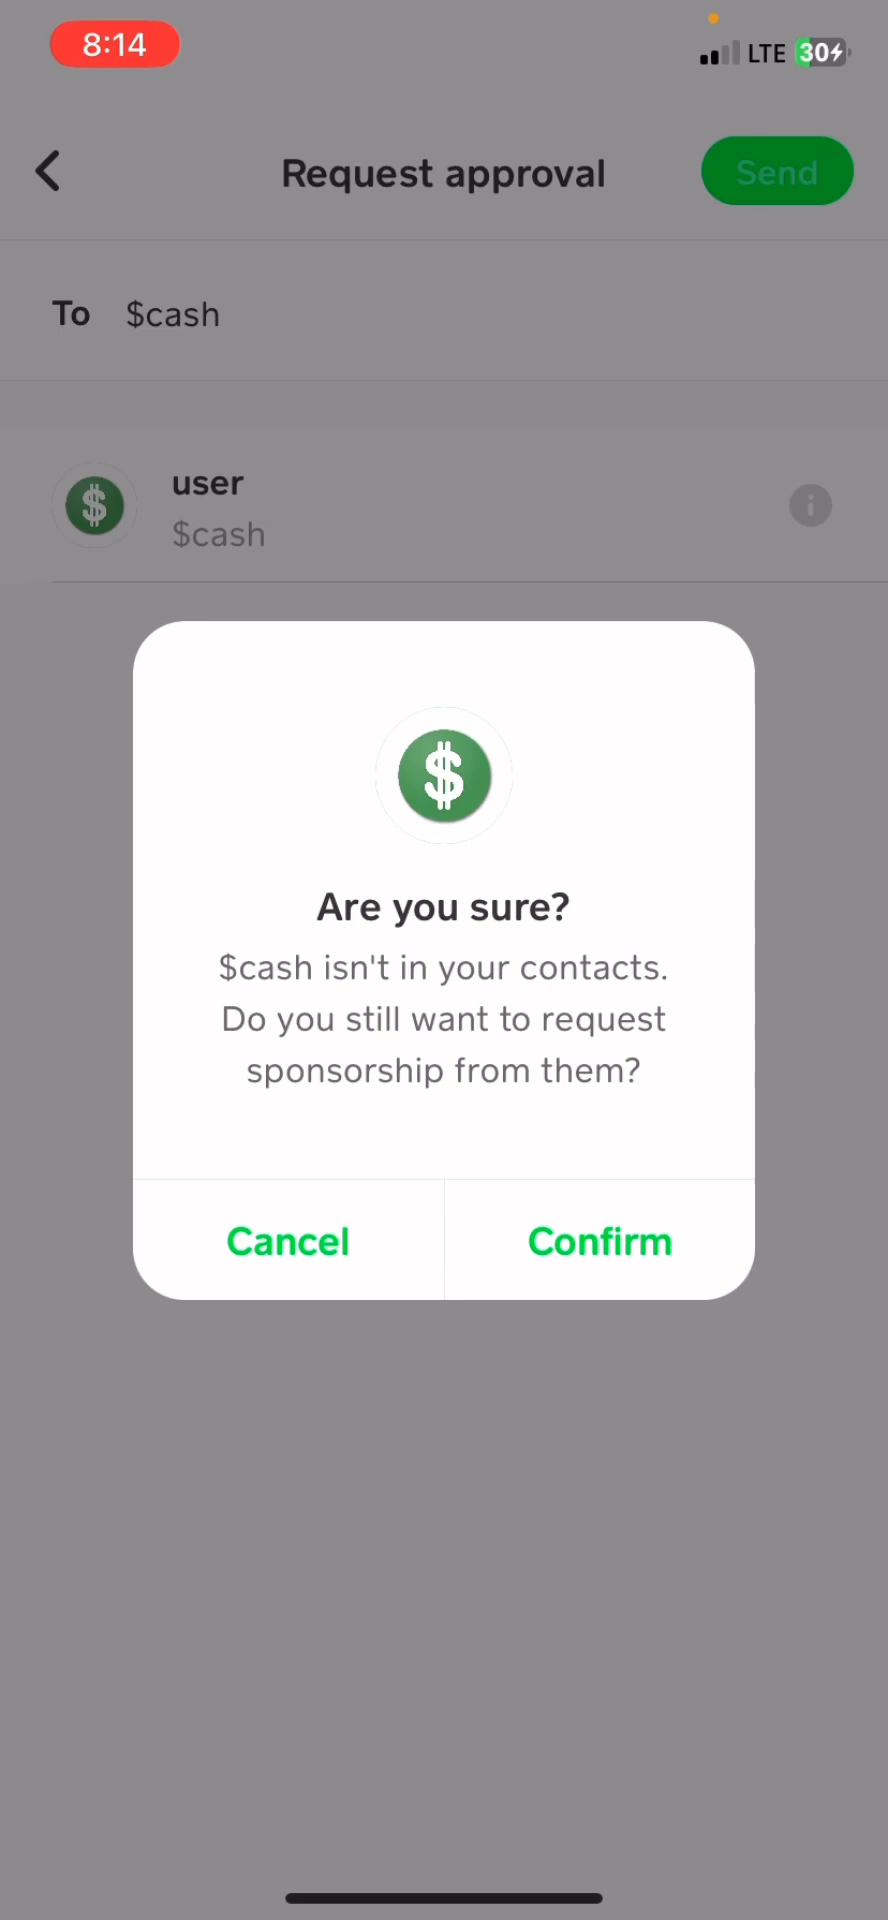 8:14
LTE 30
Request approval
Send
To $cash
$
user
$cash
i
$
Are you sure?
$cash isn't in your contacts.
Do you still want to request
sponsorship from them?
Cancel
Confirm